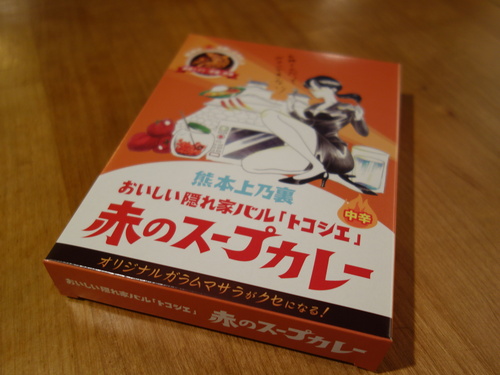 熊本上乃裏
おいしい隠れ家バル「トコシエ」
中辛
赤のスープカレー
オリジナルガラムマサラがクセになる!
おいしい隠れ家バル「トコシエ」 赤のスープカレー